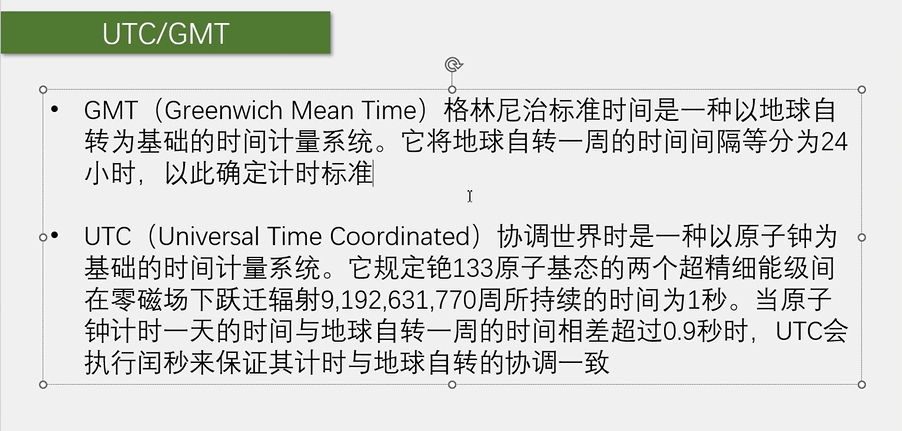 UTC/GMT
• GMT（Greenwich Mean Time）格林尼治标准时间是一种以地球自
转为基础的时间计量系统。它将地球自转一周的时间间隔等分为24
小时，以此确定计时标准
• UTC（Universal Time Coordinated）协调世界时是一种以原子钟为
基础的时间计量系统。它规定铯133原子基态的两个超精细能级间
在零磁场下跃迁辐射9,192,631,770周所持续的时间为1秒。当原子
钟计时一天的时间与地球自转一周的时间相差超过0.9秒时，UTC会
执行闰秒来保证其计时与地球自转的协调一致